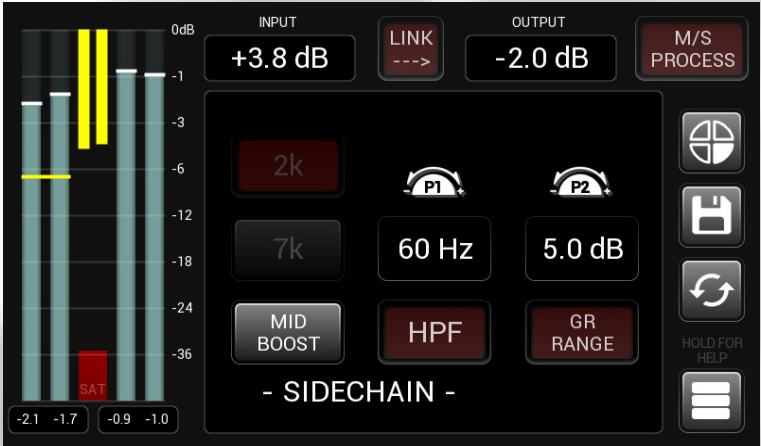 INPUT
OUTPUT
0dB
+3.8 dB
LINK
--->
-2.0 dB
M/S
PROCESS
-1
-3
-6
-12
-18
-24
-36
2k
P1
P2
7k
60 Hz
5.0 dB
MID
BOOST
HPF
GR
RANGE
- SIDECHAIN -
HOLD FOR
HELP
SAT
-2.1 -1.7
-0.9 -1.0